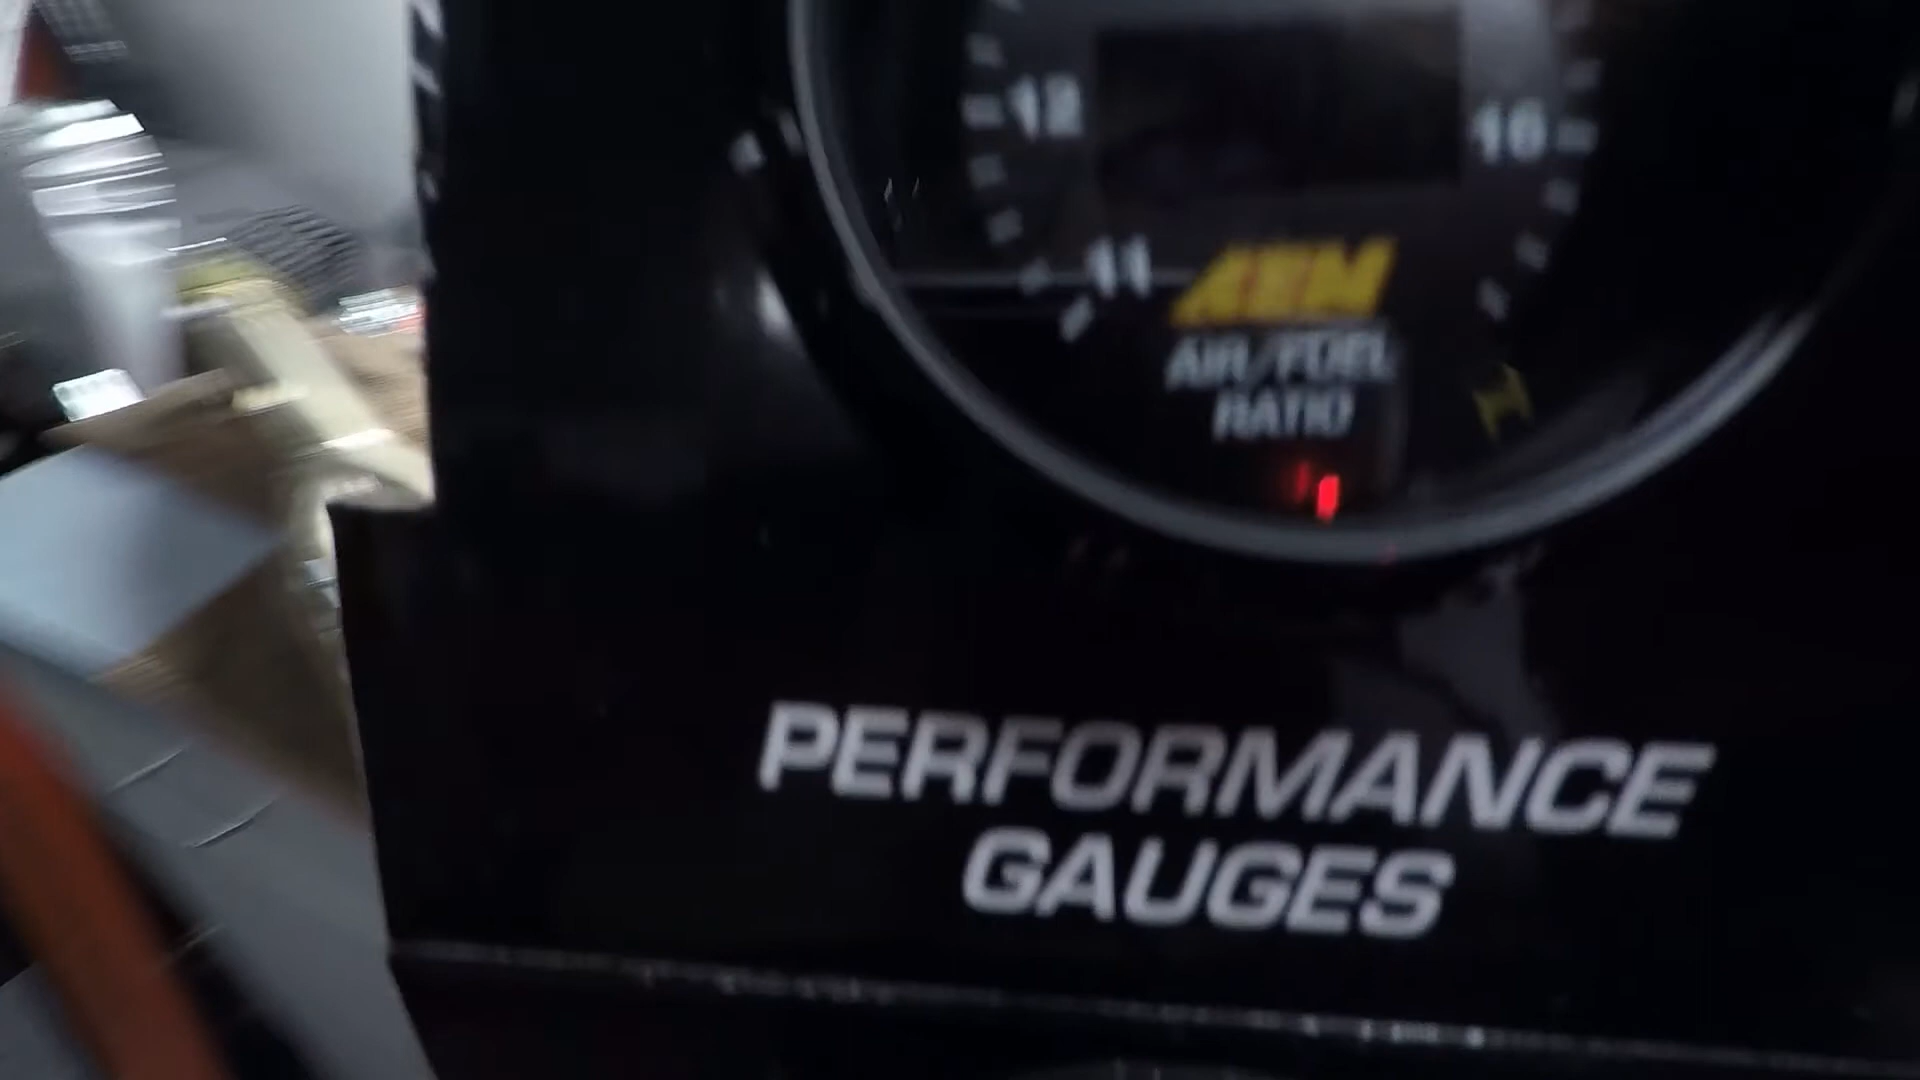 12
16
11
AEM
AIR/FUEL
RATIO
PERFORMANCE
GAUGES